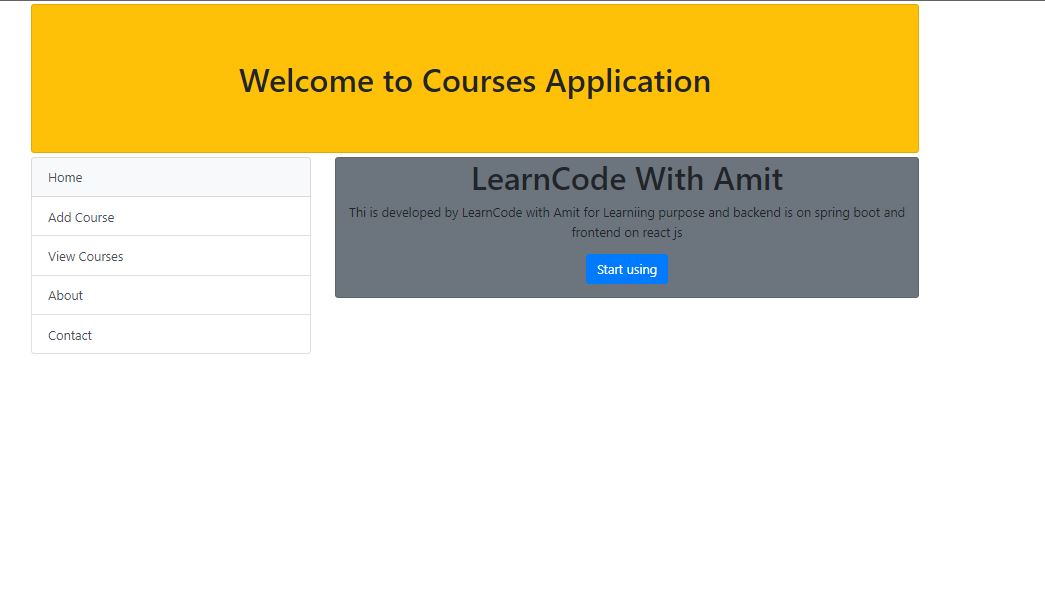 Welcome to Courses Application
Home
Add Course
View Courses
About
Contact
LearnCode With Amit
Thi is developed by LearnCode with Amit for Learniing purpose and backend is on spring boot and
frontend on react js
Start using